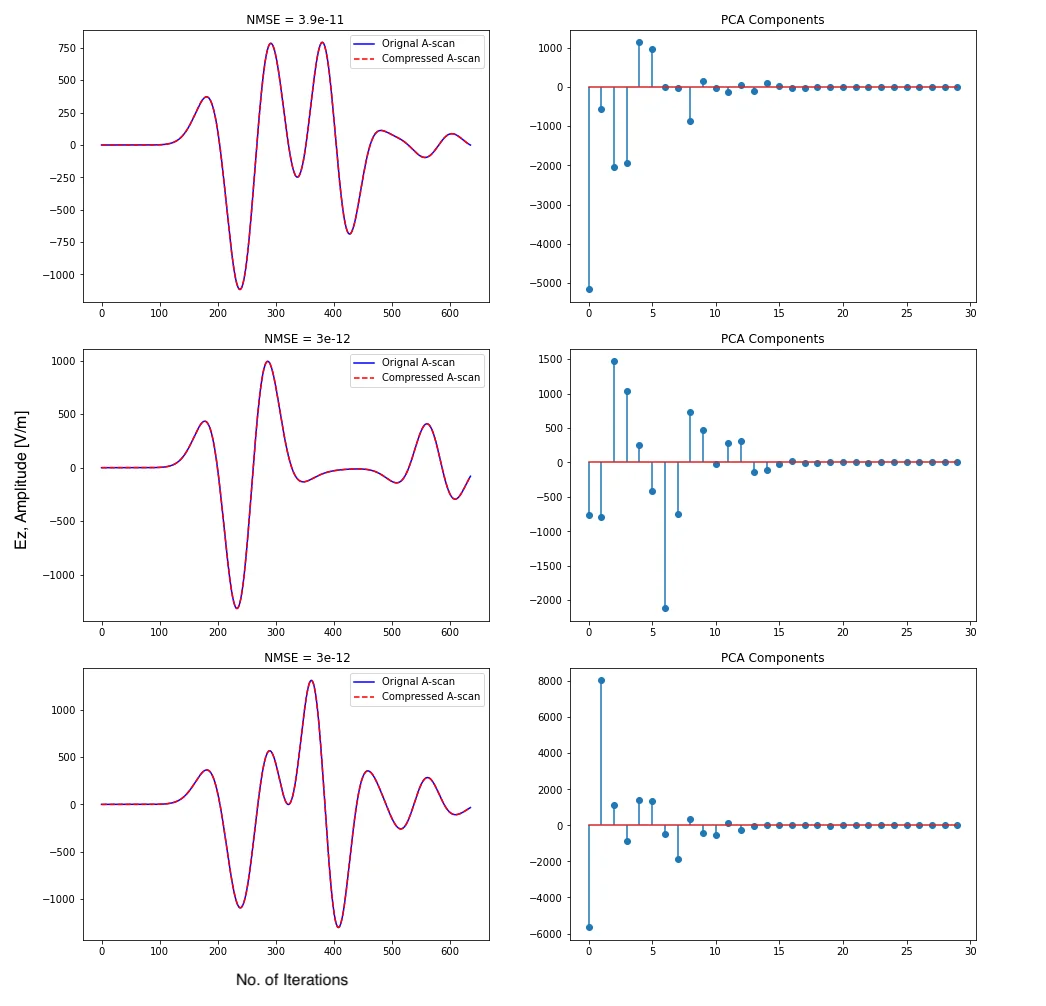 NMSE = 3.9e-11
750
500
250
0
−250
−500
−750
−1000
0 100 200 300 400 500 600
Orignal A-scan
Compressed A-scan
PCA Components
1000
0
−1000
−2000
−3000
−4000
−5000
0 5 10 15 20 25 30
NMSE = 3e-12
1000
500
0
−500
−1000
0 100 200 300 400 500 600
Orignal A-scan
Compressed A-scan
PCA Components
1500
1000
500
0
−500
−1000
−1500
−2000
0 5 10 15 20 25 30
Ez, Amplitude [V/m]
NMSE = 3e-12
1000
500
0
−500
−1000
0 100 200 300 400 500 600
Orignal A-scan
Compressed A-scan
PCA Components
8000
6000
4000
2000
0
−2000
−4000
−6000
0 5 10 15 20 25 30
No. of Iterations